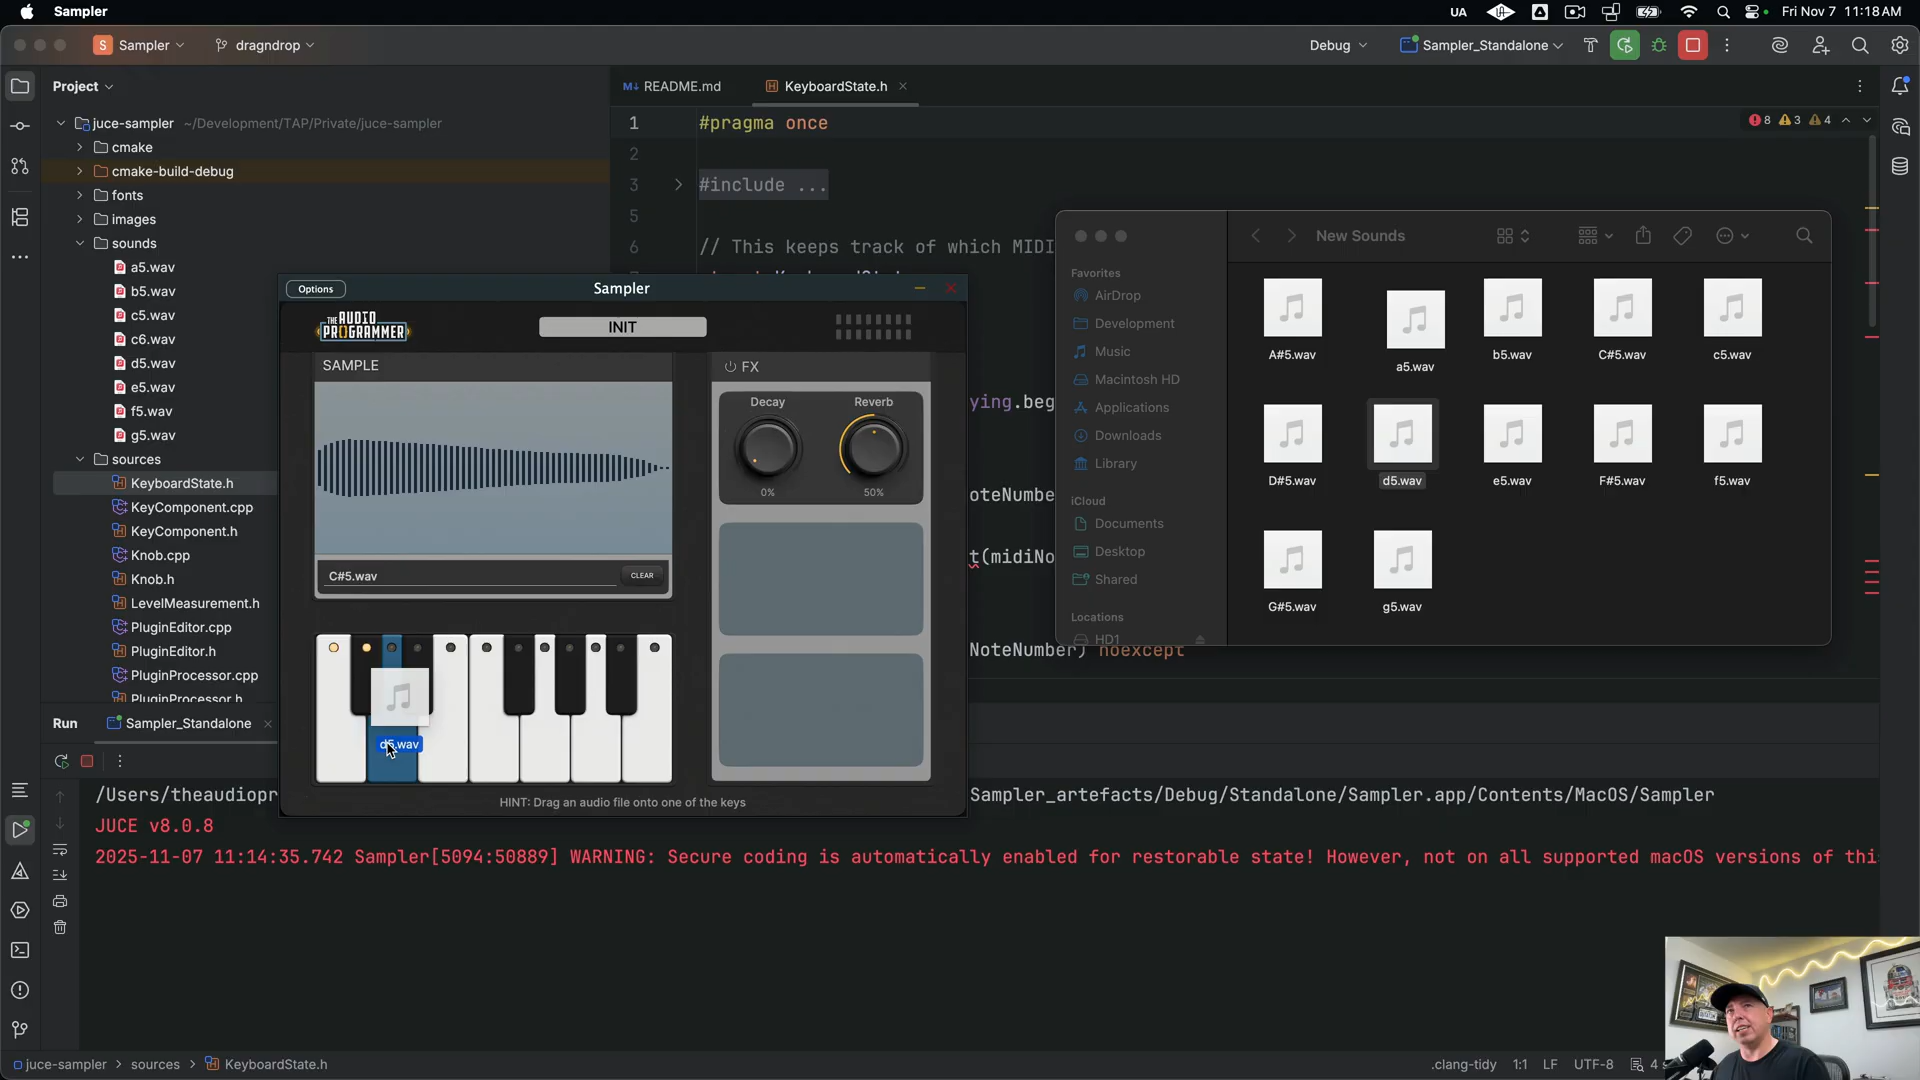 Sampler
UA
Fri Nov 7 11:18 AM
S Sampler
dragndrop
Debug
Sampler_Standalone
Project
juce-sampler ~/Development/TAP/Private/juce-sampler
cmake
cmake-build-debug
fonts
images
sounds
a5.wav
b5.wav
c5.wav
c6.wav
d5.wav
e5.wav
f5.wav
g5.wav
sources
KeyboardState.h
KeyComponent.cpp
KeyComponent.h
Knob.cpp
Knob.h
LevelMeasurement.h
PluginEditor.cpp
PluginEditor.h
PluginProcessor.cpp
PluginProcessor.h
M↓ README.md
KeyboardState.h
8 3 4
1 #pragma once
2
3 #include ...
5
6 // This keeps track of which MIDI
ying.beg
oteNumbe
t(midiNo
NoteNumber) noexcept
Options
Sampler
THE AUDIO PROGRAMMER
INIT
SAMPLE
C#5.wav
CLEAR
FX
Decay
Reverb
0%
50%
d5.wav
HINT: Drag an audio file onto one of the keys
New Sounds
Favorites
AirDrop
Development
Music
Macintosh HD
Applications
Downloads
Library
iCloud
Documents
Desktop
Shared
Locations
HD1
A#5.wav
a5.wav
b5.wav
C#5.wav
c5.wav
D#5.wav
d5.wav
e5.wav
F#5.wav
f5.wav
G#5.wav
g5.wav
Run
Sampler_Standalone
/Users/theaudiopr
Sampler_artefacts/Debug/Standalone/Sampler.app/Contents/MacOS/Sampler
JUCE v8.0.8
2025-11-07 11:14:35.742 Sampler[5094:50889] WARNING: Secure coding is automatically enabled for restorable state! However, not on all supported macOS versions of thi
juce-sampler > sources > KeyboardState.h
.clang-tidy
1:1
LF
UTF-8
4